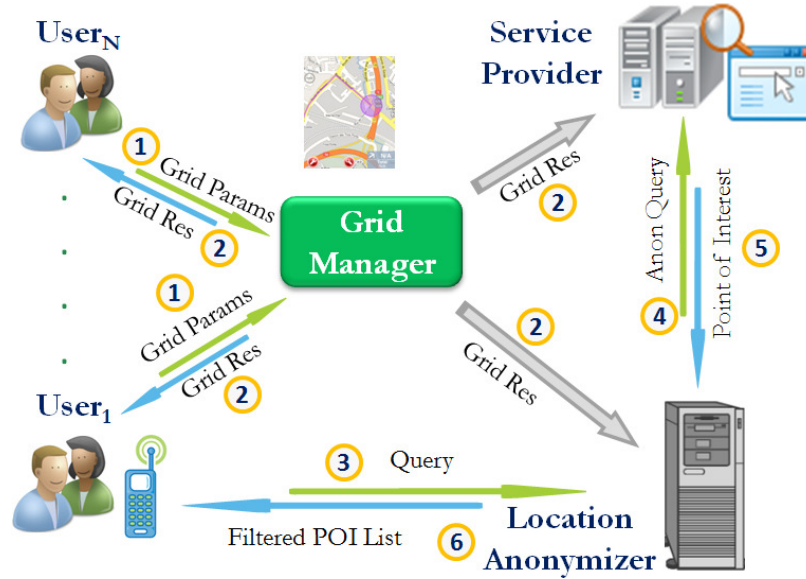 User_N
Service
Provider
1
Grid Params
Grid Res
2
Grid Res
2
Grid
Manager
Anon Query
Point of Interest
5
4
1
Grid Params
Grid Res
2
2
Grid Res
User_1
3
Query
Filtered POI List
6
Location
Anonymizer